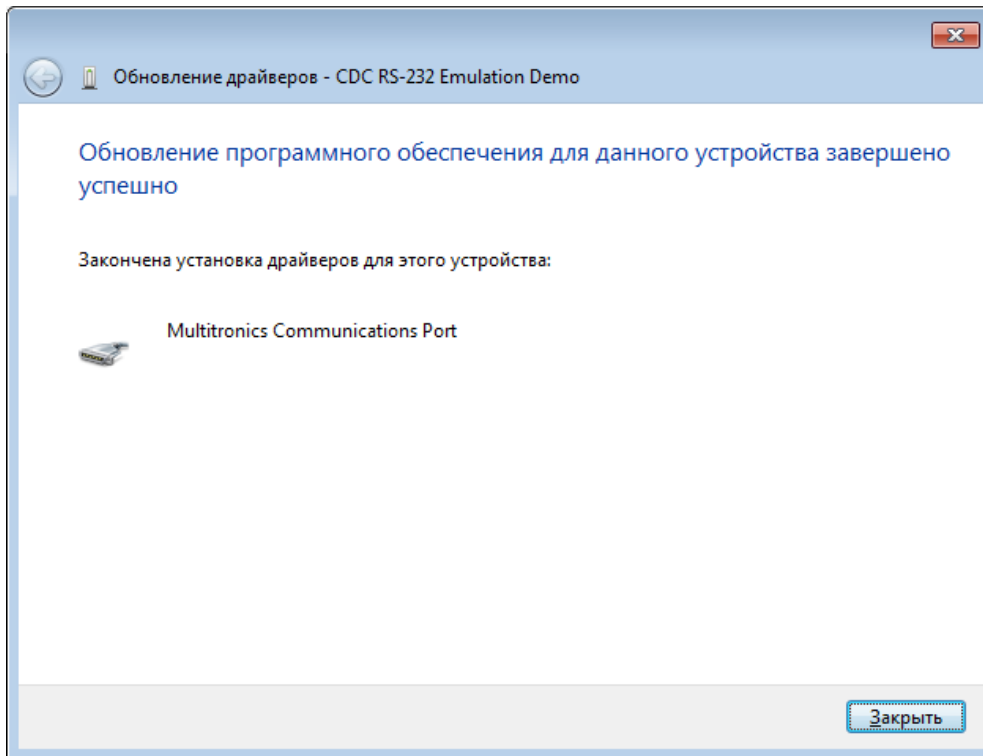 Обновление драйверов - CDC RS-232 Emulation Demo
Обновление программного обеспечения для данного устройства завершено
успешно
Закончена установка драйверов для этого устройства:
Multitronics Communications Port
Закрыть